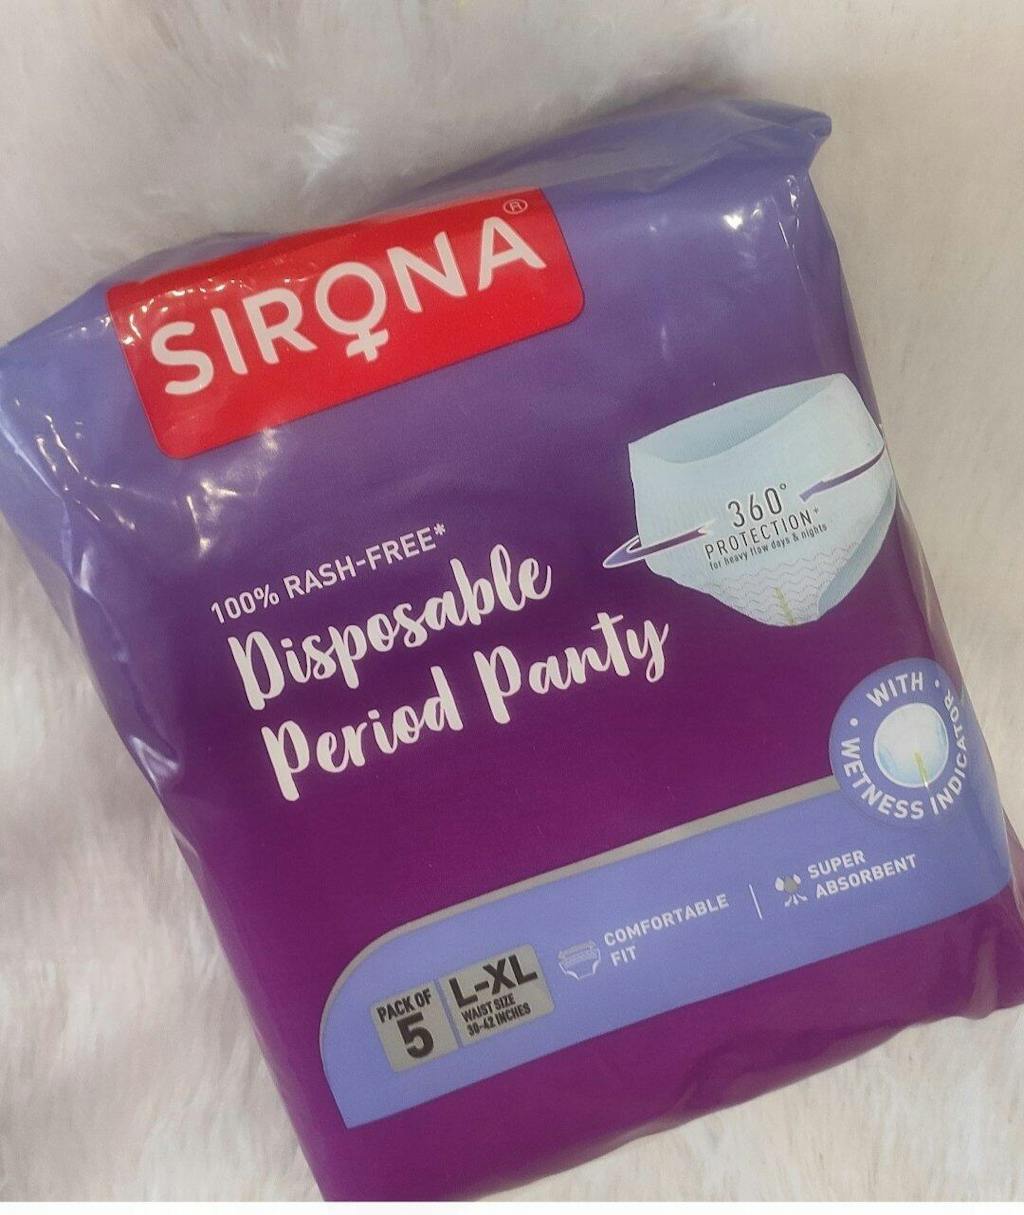 SIRONA®
360°
PROTECTION+
for heavy flow days & nights
100% RASH-FREE*
Disposable
Period Panty
WITH
WETNESS INDICATOR
PACK OF
5
L-XL
WAIST SIZE
30-42 INCHES
COMFORTABLE
FIT
SUPER
ABSORBENT